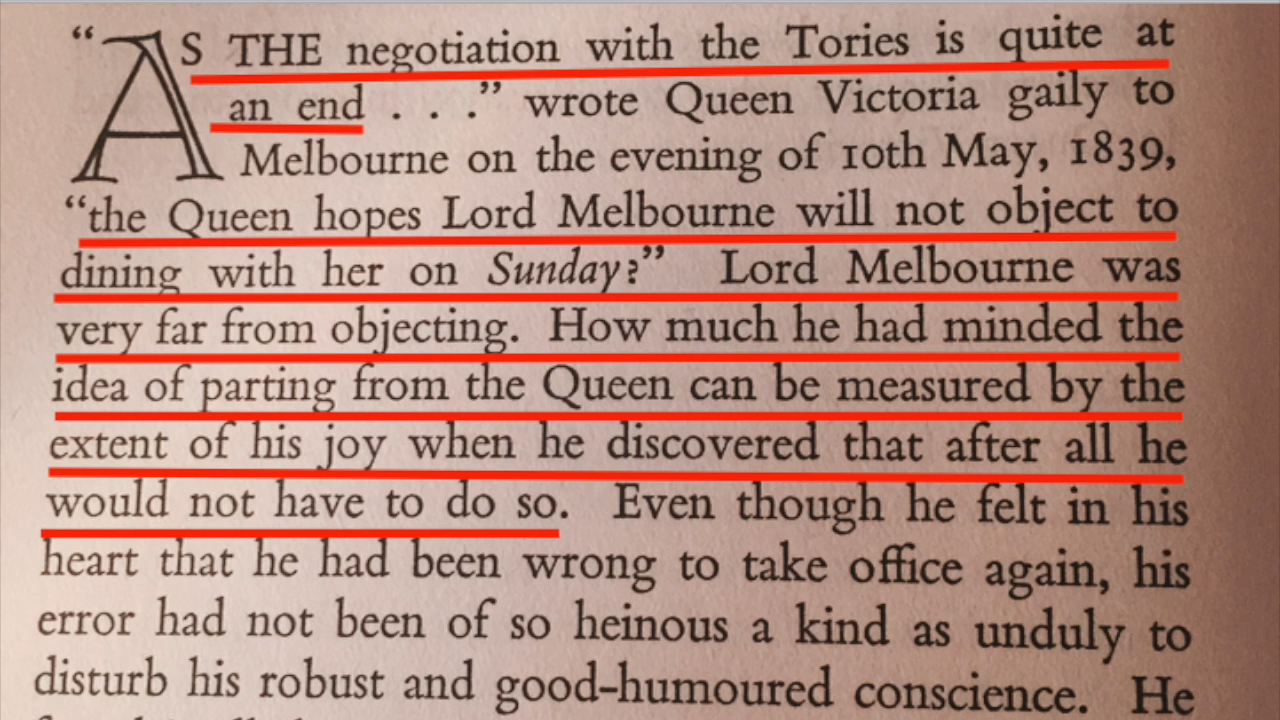 “AS THE negotiation with the Tories is quite at
an end . . .” wrote Queen Victoria gaily to
Melbourne on the evening of 10th May, 1839,
“the Queen hopes Lord Melbourne will not object to
dining with her on Sunday?” Lord Melbourne was
very far from objecting. How much he had minded the
idea of parting from the Queen can be measured by the
extent of his joy when he discovered that after all he
would not have to do so. Even though he felt in his
heart that he had been wrong to take office again, his
error had not been of so heinous a kind as unduly to
disturb his robust and good-humoured conscience. He